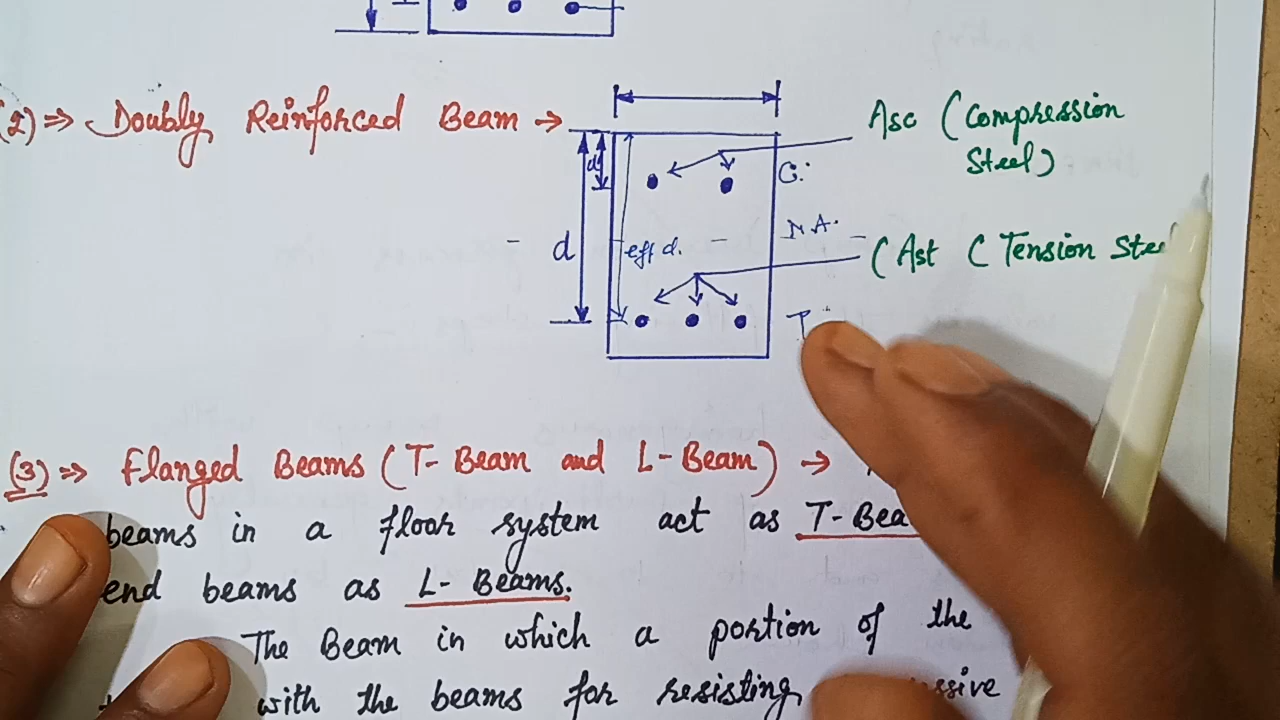 (2) ⇒ Doubly Reinforced Beam →
Asc (Compression
Steel)
d'
C.
d
eff d.
N.A.
(Ast ( Tension
T
(3) ⇒ Flanged Beams (T- Beam and L-Beam) →
beams in a floor system act as
end beams as L- Beams.
The Beam in which a portion of the
with the beams for resisting